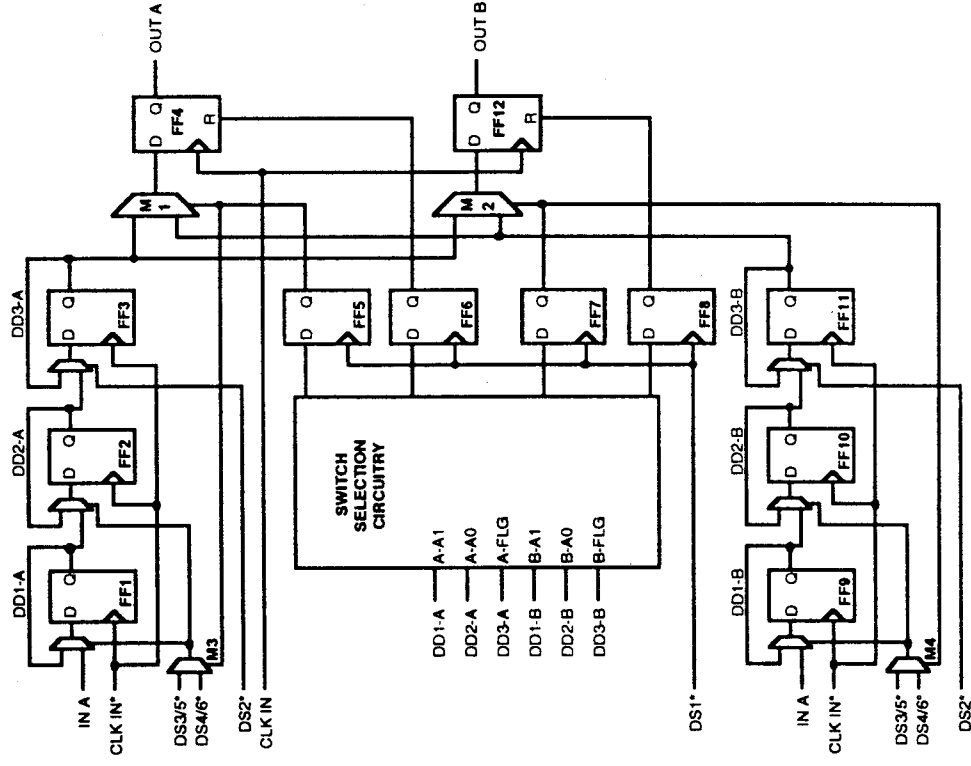 OUT A
OUT B
DD3-A
D Q
FF4
R
D Q
FF12
R
M
1
M
2
DD2-A
D Q
FF3
D Q
FF5
D Q
FF6
D Q
FF7
D Q
FF8
DD3-B
D Q
FF11
DD1-A
D Q
FF2
DD2-B
D Q
FF10
D Q
FF1
SWITCH
SELECTION
CIRCUITRY
DD1-B
D Q
FF9
IN A
CLK IN*
DS3/5*
DS4/6*
M3
DS2*
CLK IN
DD1-A A-A1
DD2-A A-A0
DD3-A A-FLG
DD1-B B-A1
DD2-B B-A0
DD3-B B-FLG
DS1*
IN A
CLK IN*
DS3/5*
DS4/6*
M4
DS2*